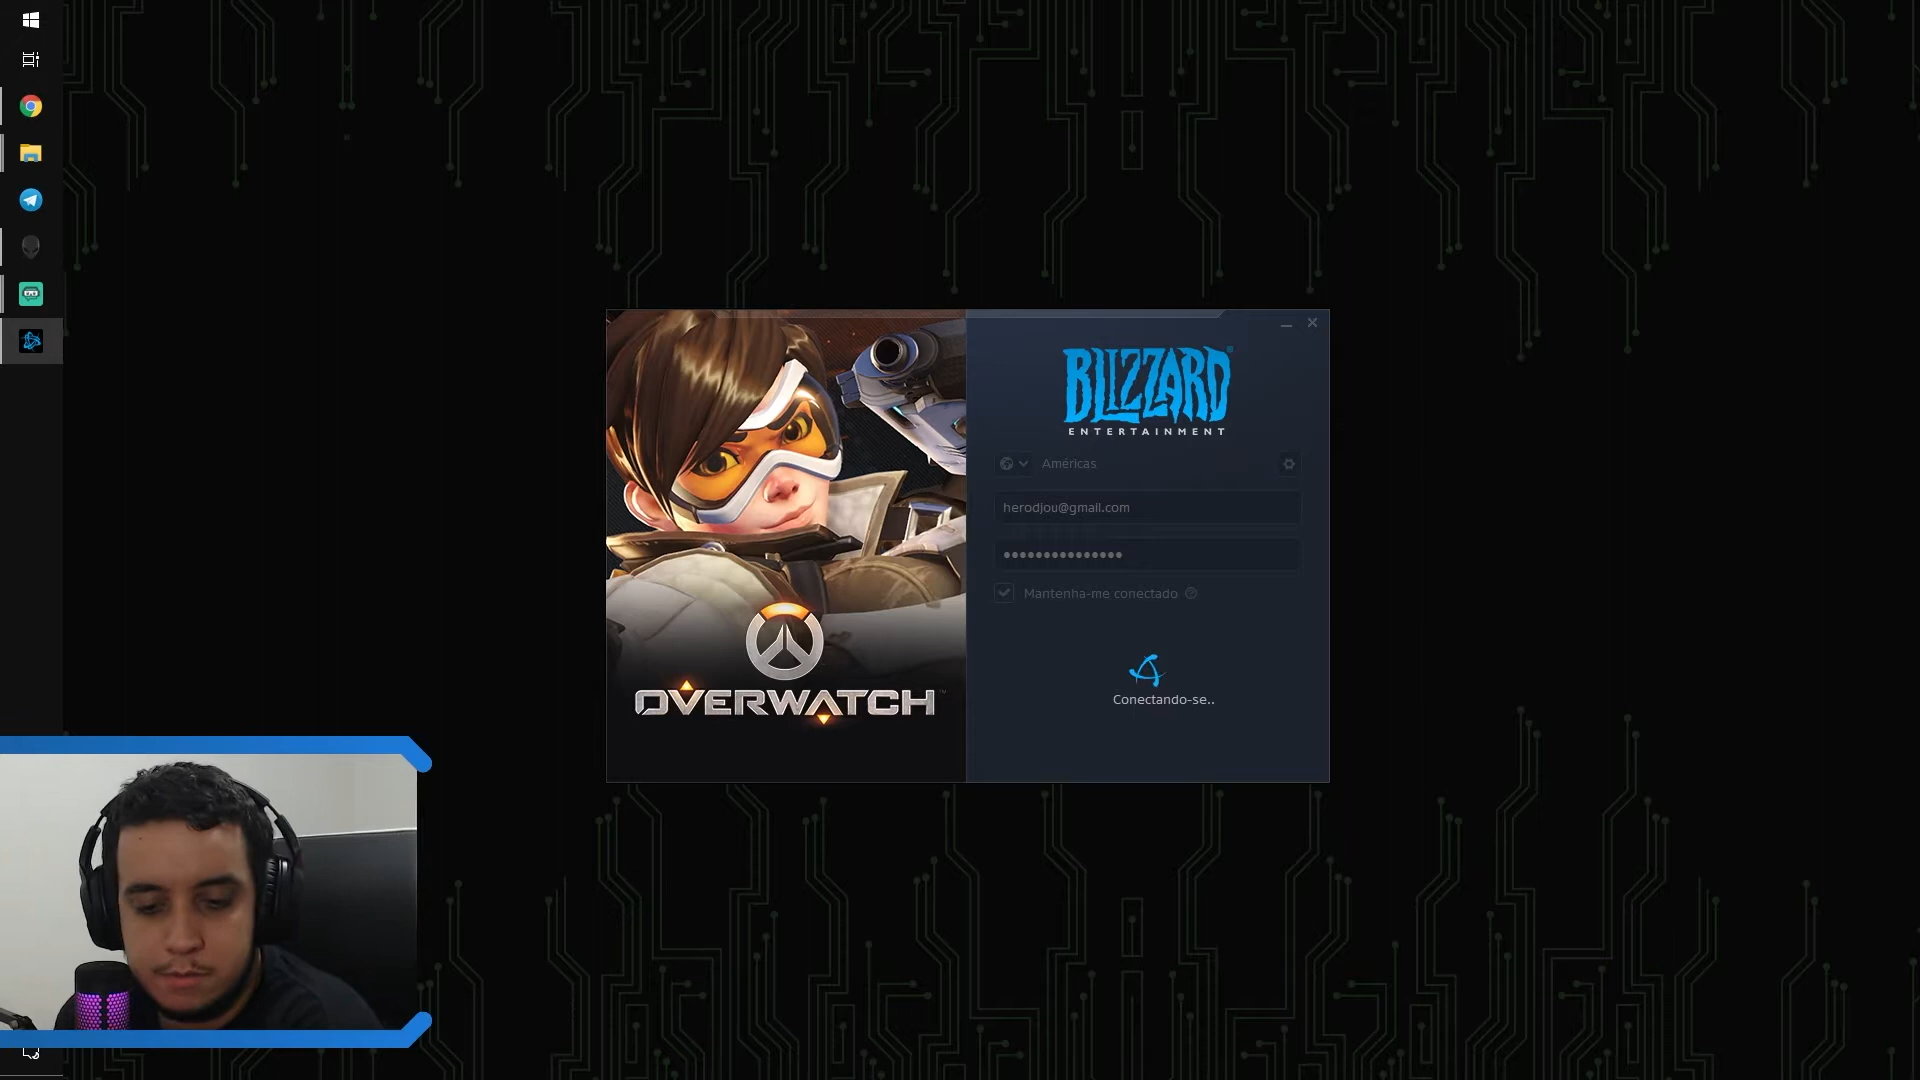 BLIZZARD
ENTERTAINMENT
Américas
herodjou@gmail.com
Mantenha-me conectado
Conectando-se..
OVERWATCH